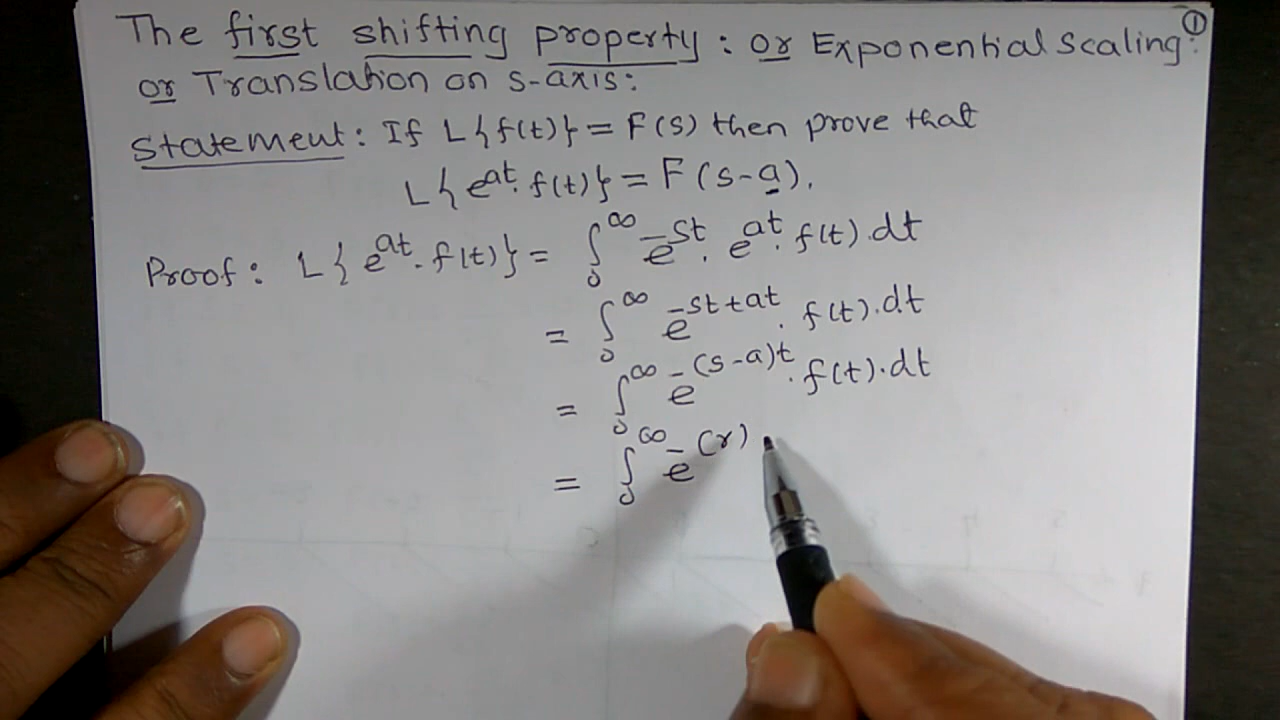 The first shifting property : or Exponential Scaling : ①
or Translation on s-axis :
Statement : If L{f(t)} = F(s) then prove that
L{e^{at}. f(t)} = F(s-a).
Proof : L{e^{at}. f(t)} = ∫_0^∞ e^{-st}. e^{at}. f(t).dt
= ∫_0^∞ e^{-st+at}. f(t).dt
= ∫_0^∞ e^{-(s-a)t}. f(t).dt
= ∫_0^∞ e^{-(r)}